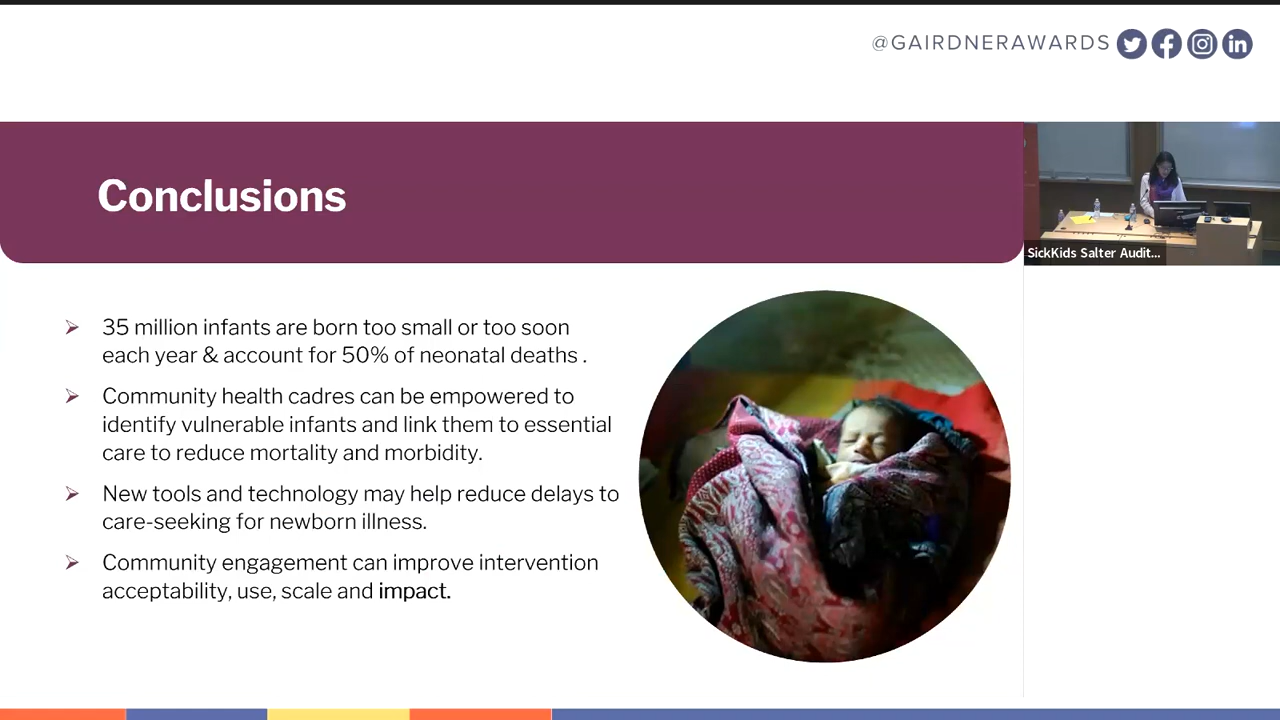 @GAIRDNERAWARDS
Conclusions
SickKids Salter Audit...
➢ 35 million infants are born too small or too soon
each year & account for 50% of neonatal deaths .
➢ Community health cadres can be empowered to
identify vulnerable infants and link them to essential
care to reduce mortality and morbidity.
➢ New tools and technology may help reduce delays to
care-seeking for newborn illness.
➢ Community engagement can improve intervention
acceptability, use, scale and impact.